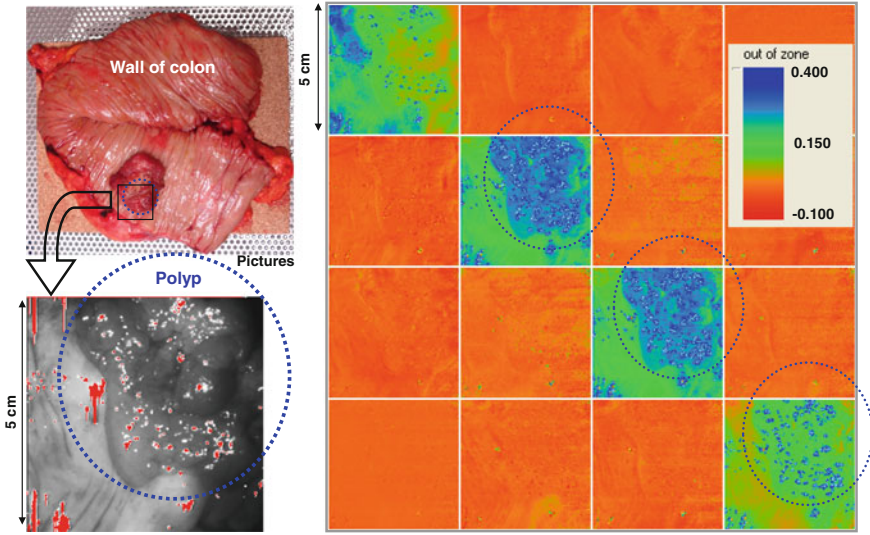 Wall of colon
Pictures
Polyp
5 cm
5 cm
out of zone
0.400
0.150
-0.100